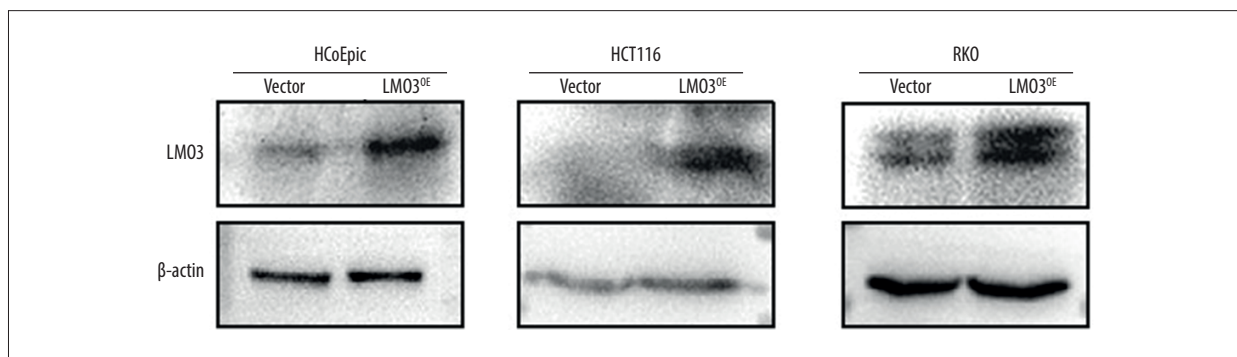 HCoEpic HCT116 RKO
Vector LMO3ᴼᴱ Vector LMO3ᴼᴱ Vector LMO3ᴼᴱ
LMO3
β-actin